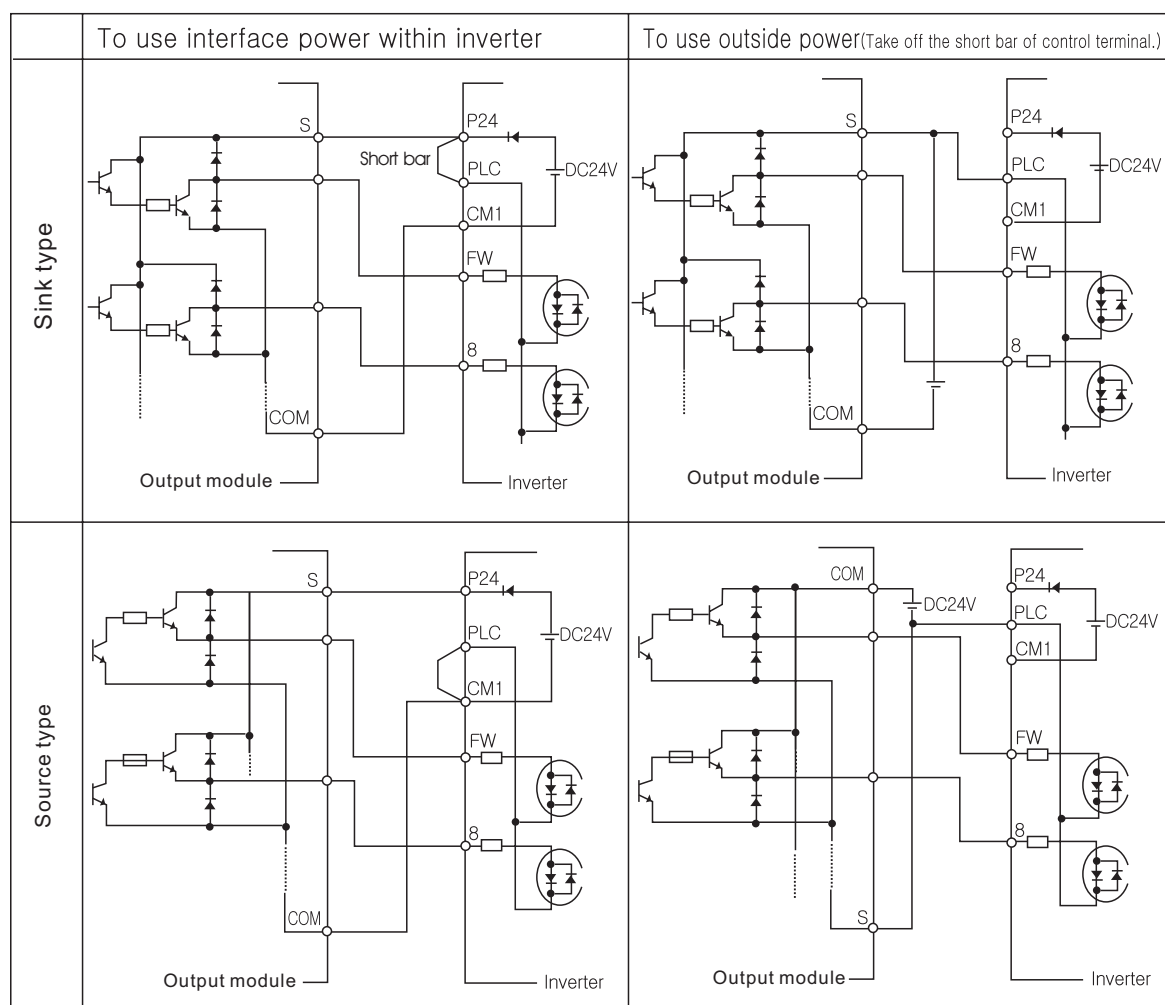 To use interface power within inverter
To use outside power(Take off the short bar of control terminal.)
Sink type
S
P24
Short bar
PLC
DC24V
CM1
FW
8
COM
Output module
Inverter
S
P24
PLC
DC24V
CM1
FW
8
COM
Output module
Inverter
Source type
S
P24
PLC
DC24V
CM1
FW
8
COM
Output module
Inverter
COM
P24
DC24V
PLC
DC24V
CM1
FW
8
S
Output module
Inverter